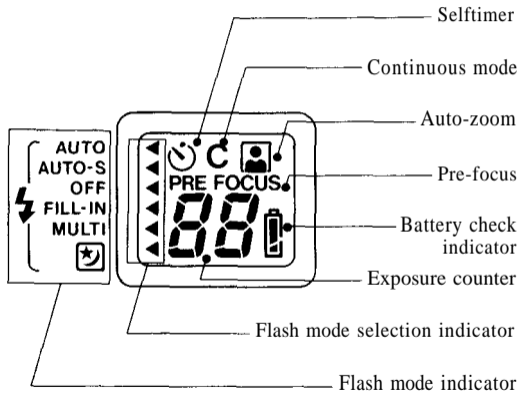 Selftimer
Continuous mode
Auto-zoom
Pre-focus
Battery check
indicator
Exposure counter
Flash mode selection indicator
Flash mode indicator
AUTO
AUTO-S
OFF
FILL-IN
MULTI
C
PRE FOCUS
88